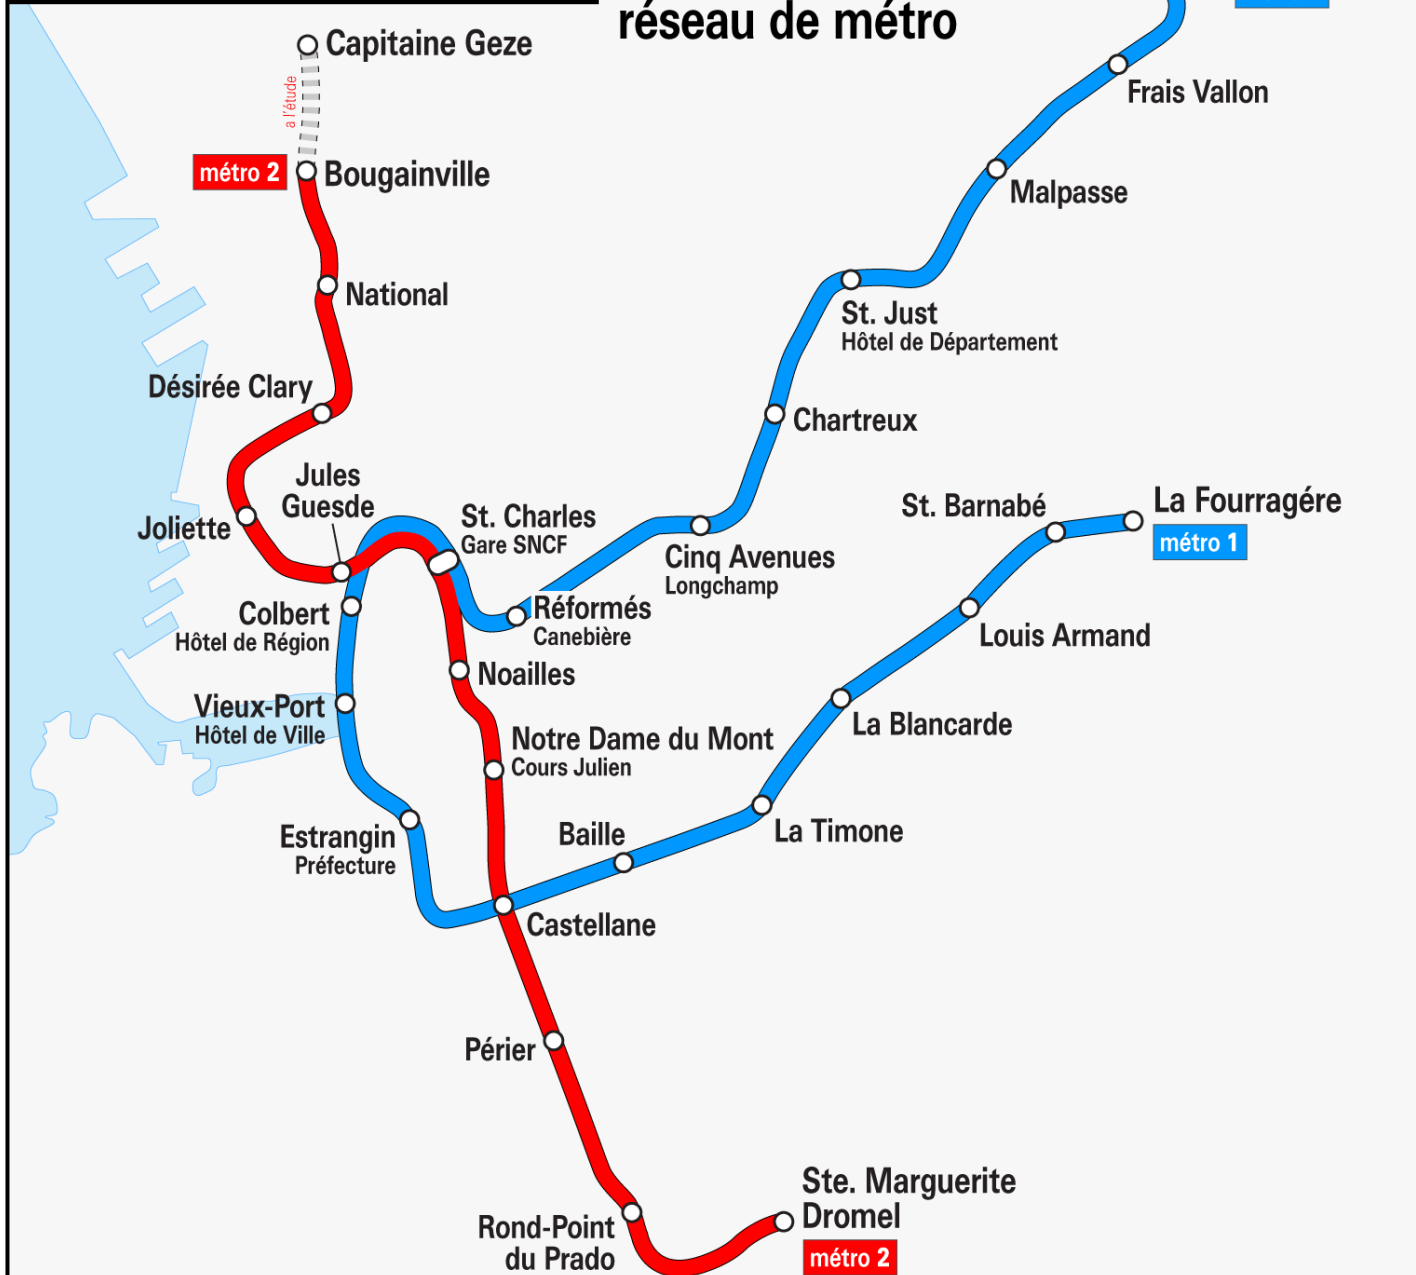 réseau de métro
Capitaine Geze
a l'étude
Frais Vallon
métro 2
Bougainville
Malpasse
National
St. Just
Hôtel de Département
Désirée Clary
Chartreux
Jules
Guesde
Joliette
St. Charles
Gare SNCF
St. Barnabé
La Fourragére
métro 1
Cinq Avenues
Longchamp
Colbert
Hôtel de Région
Réformés
Canebière
Louis Armand
Noailles
Vieux-Port
Hôtel de Ville
La Blancarde
Notre Dame du Mont
Cours Julien
Estrangin
Préfecture
Baille
La Timone
Castellane
Périer
Ste. Marguerite
Dromel
métro 2
Rond-Point
du Prado